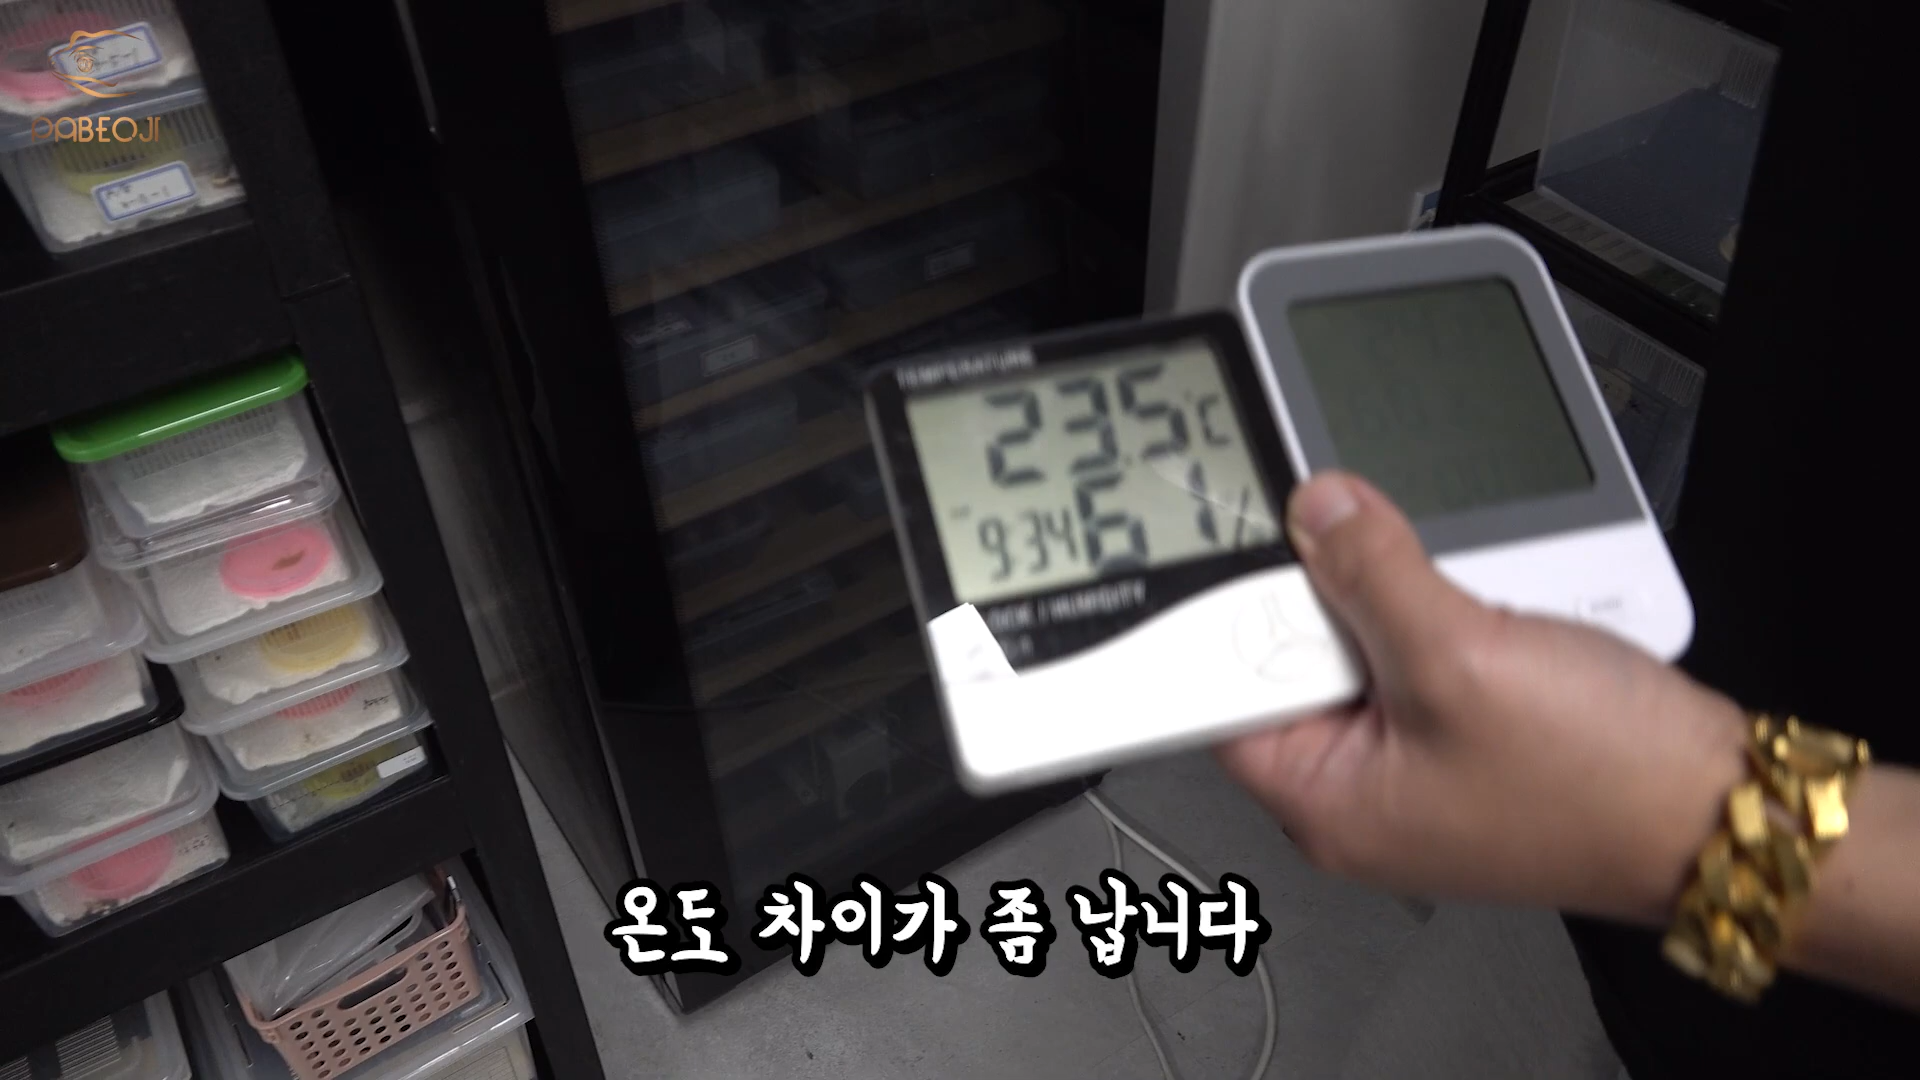 PABEOJI
TEMPERATURE
23.5°C
9:34 61%
CLOCK / HUMIDITY
온도 차이가 좀 납니다